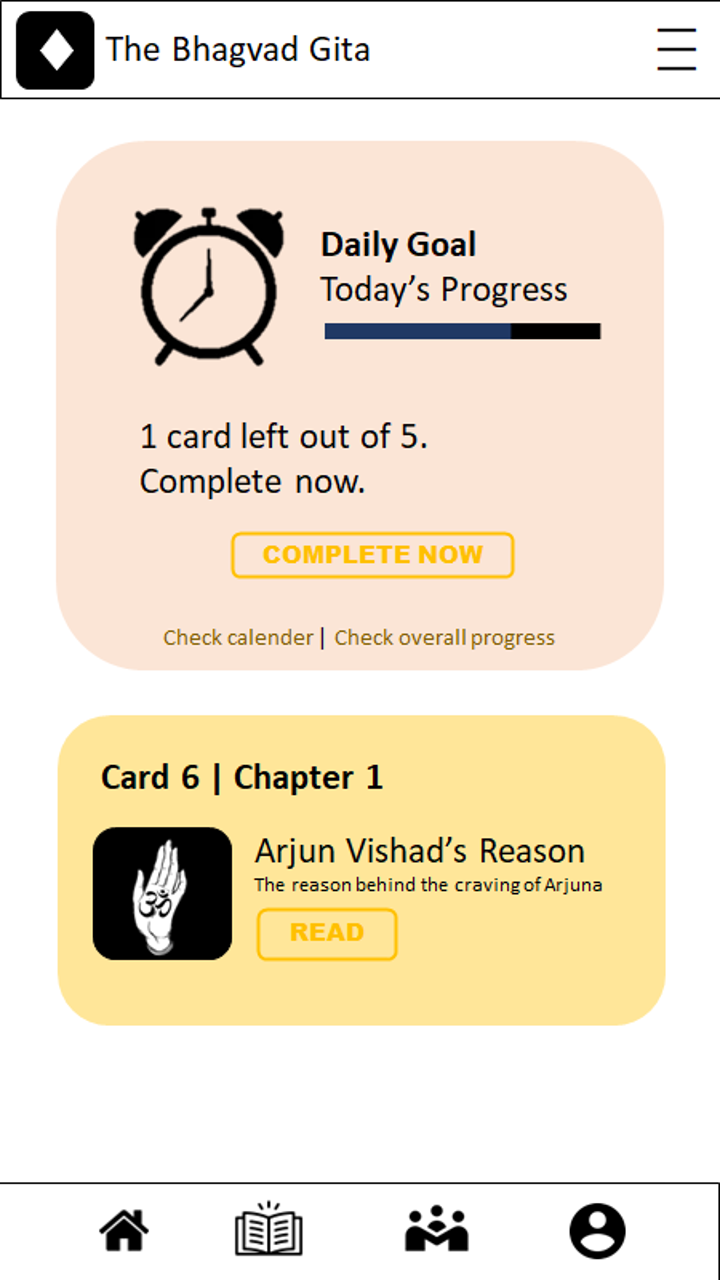 The Bhagvad Gita
Daily Goal
Today’s Progress
1 card left out of 5.
Complete now.
COMPLETE NOW
Check calender | Check overall progress
Card 6 | Chapter 1
Arjun Vishad’s Reason
The reason behind the craving of Arjuna
READ
ॐ